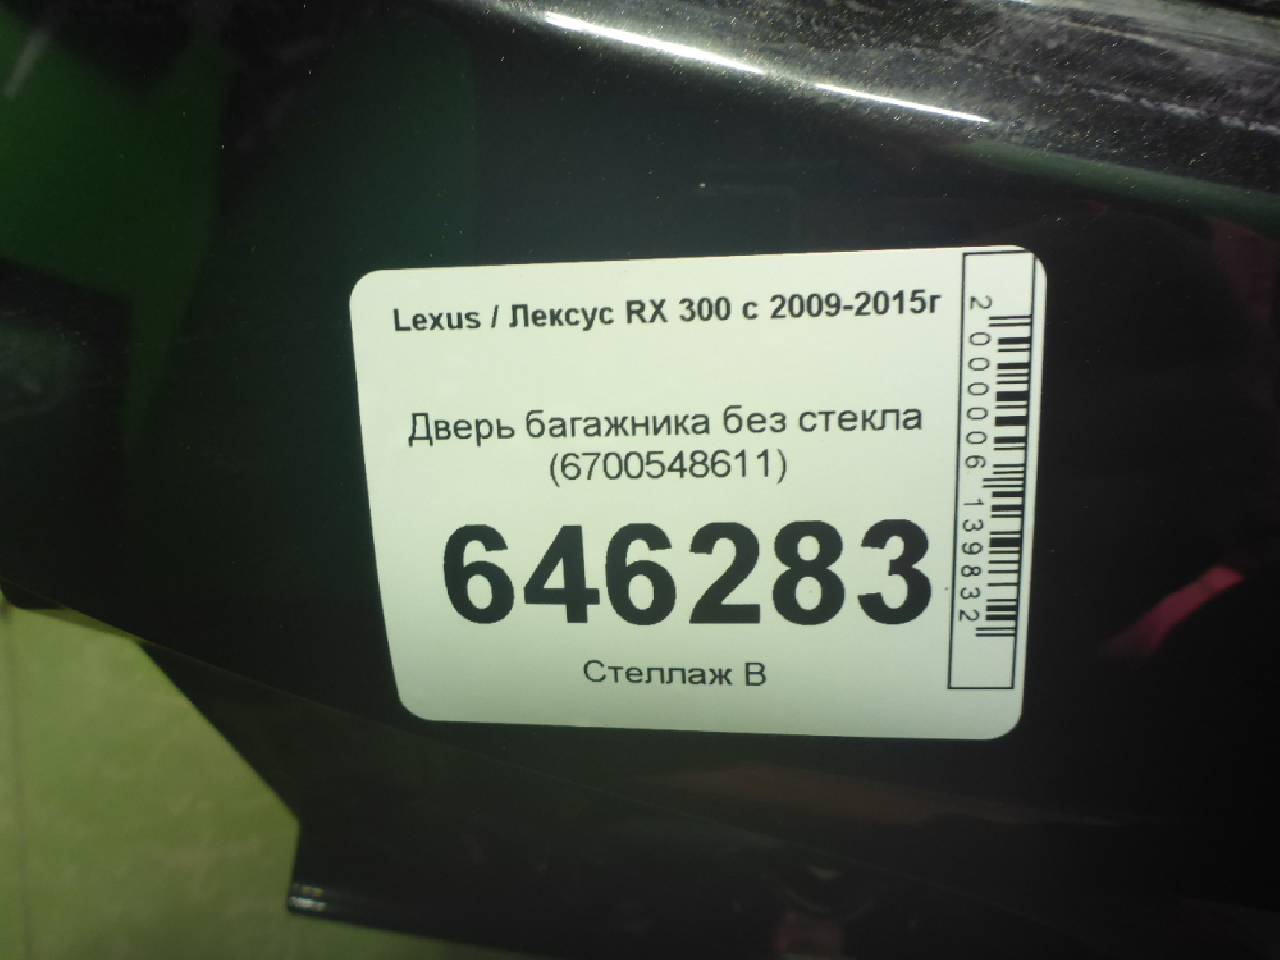 Lexus / Лексус RX 300 с 2009-2015г
Дверь багажника без стекла
(6700548611)
646283
Стеллаж В
2 000006 139832